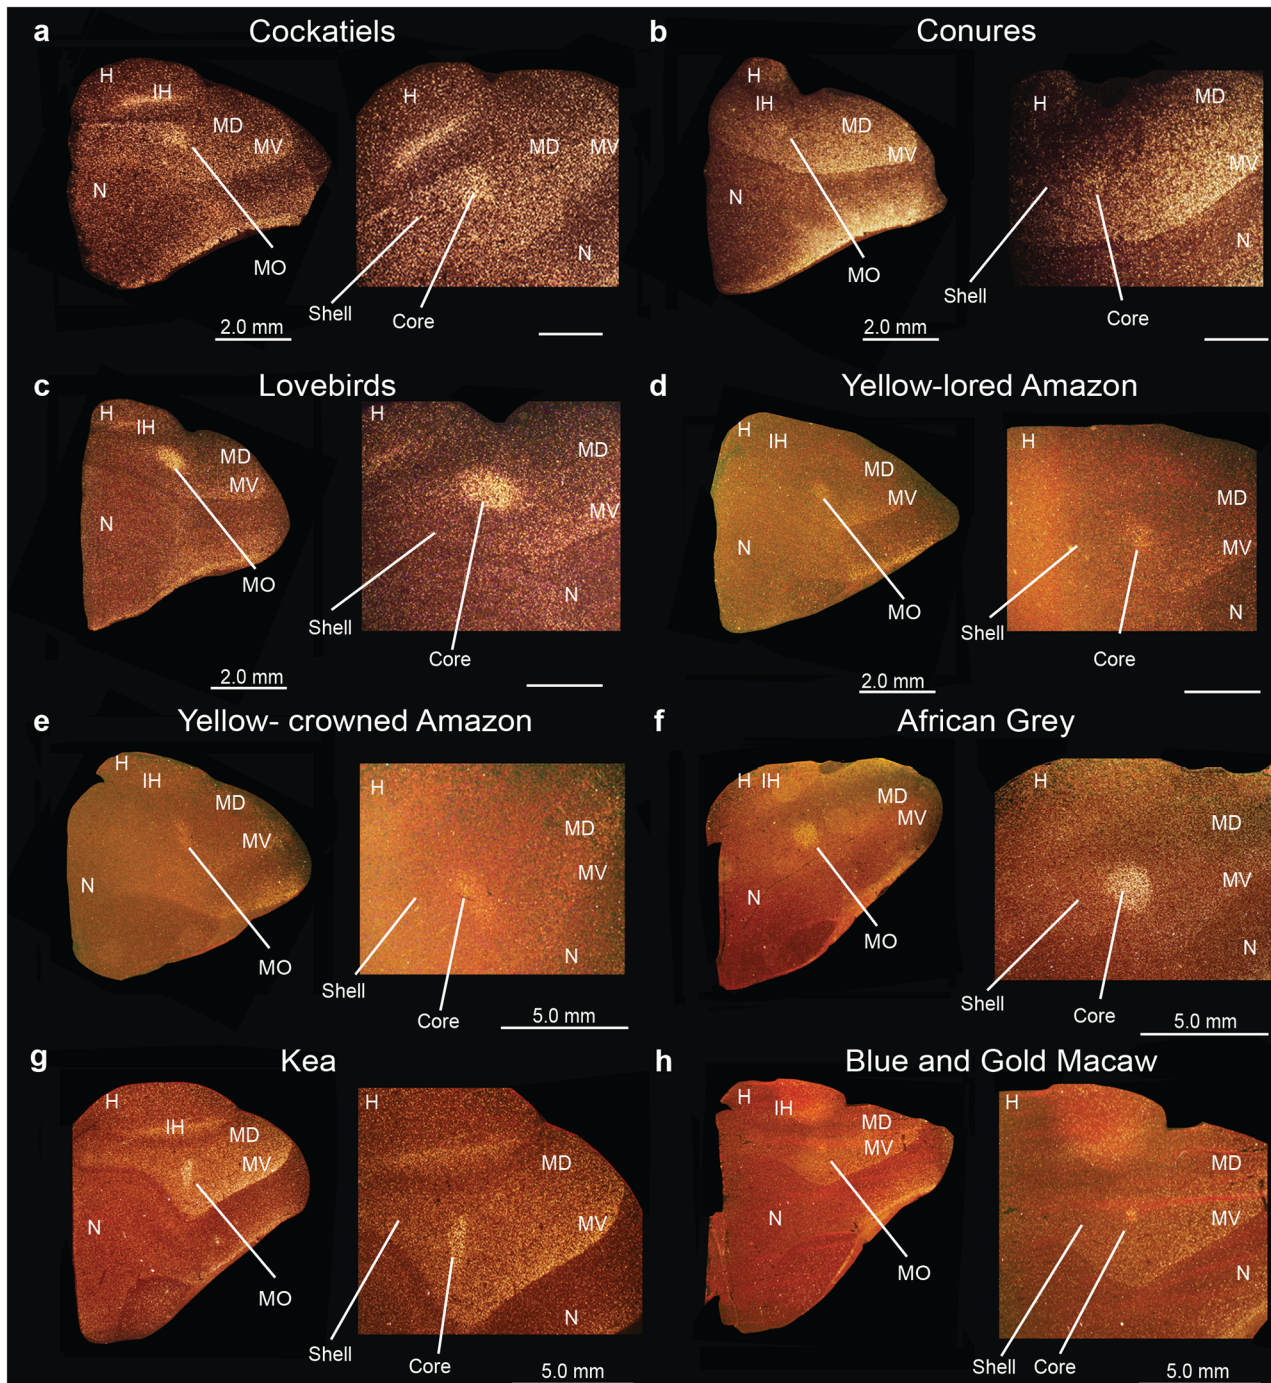 a Cockatiels
H
IH
MD
MV
N
MO
2.0 mm
H
MD
MV
N
Shell
Core
b Conures
H
IH
MD
MV
N
MO
2.0 mm
H
MD
MV
N
Shell
Core
c Lovebirds
H
IH
MD
MV
N
MO
2.0 mm
H
MD
MV
N
Shell
Core
d Yellow-lored Amazon
H
IH
MD
MV
N
MO
2.0 mm
H
MD
MV
N
Shell
Core
e Yellow- crowned Amazon
H
IH
MD
MV
N
MO
H
MD
MV
N
Shell
Core
5.0 mm
f African Grey
H
IH
MD
MV
N
MO
H
MD
MV
N
Shell
Core
5.0 mm
g Kea
H
IH
MD
MV
N
MO
H
MD
MV
N
Shell
Core
5.0 mm
h Blue and Gold Macaw
H
IH
MD
MV
N
MO
H
MD
MV
N
Shell
Core
5.0 mm